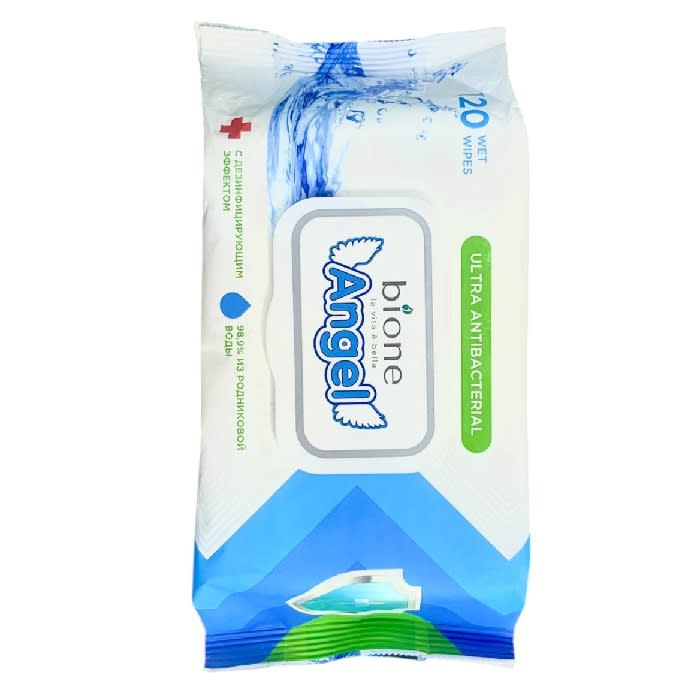 120 WET
WIPES
ULTRA ANTIBACTERIAL
bione
la vita è bella
Angel
С ДЕЗИНФИЦИРУЮЩИМ
ЭФФЕКТОМ
98.9% ИЗ РОДНИКОВОЙ
ВОДЫ